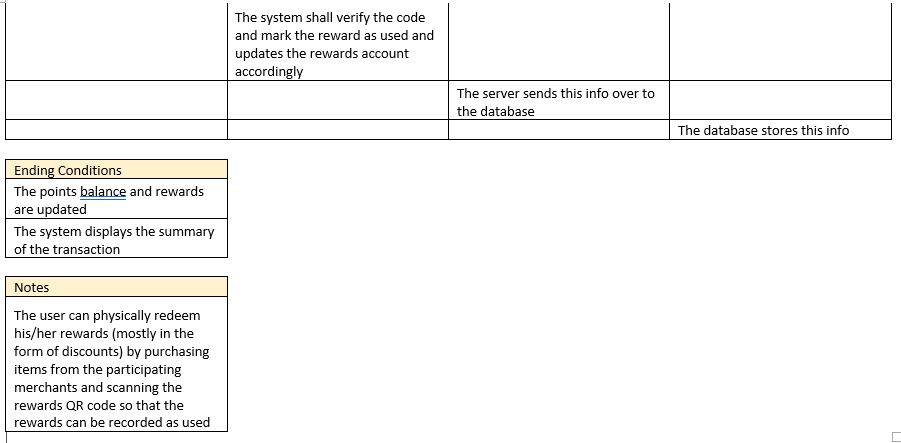 The system shall verify the code
and mark the reward as used and
updates the rewards account
accordingly
The server sends this info over to
the database
The database stores this info
Ending Conditions
The points balance and rewards
are updated
The system displays the summary
of the transaction
Notes
The user can physically redeem
his/her rewards (mostly in the
form of discounts) by purchasing
items from the participating
merchants and scanning the
rewards QR code so that the
rewards can be recorded as used